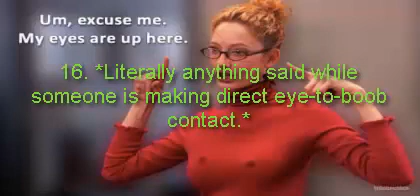 Um, excuse me.
My eyes are up here.
16. *Literally anything said while
someone is making direct eye-to-boob
contact.*